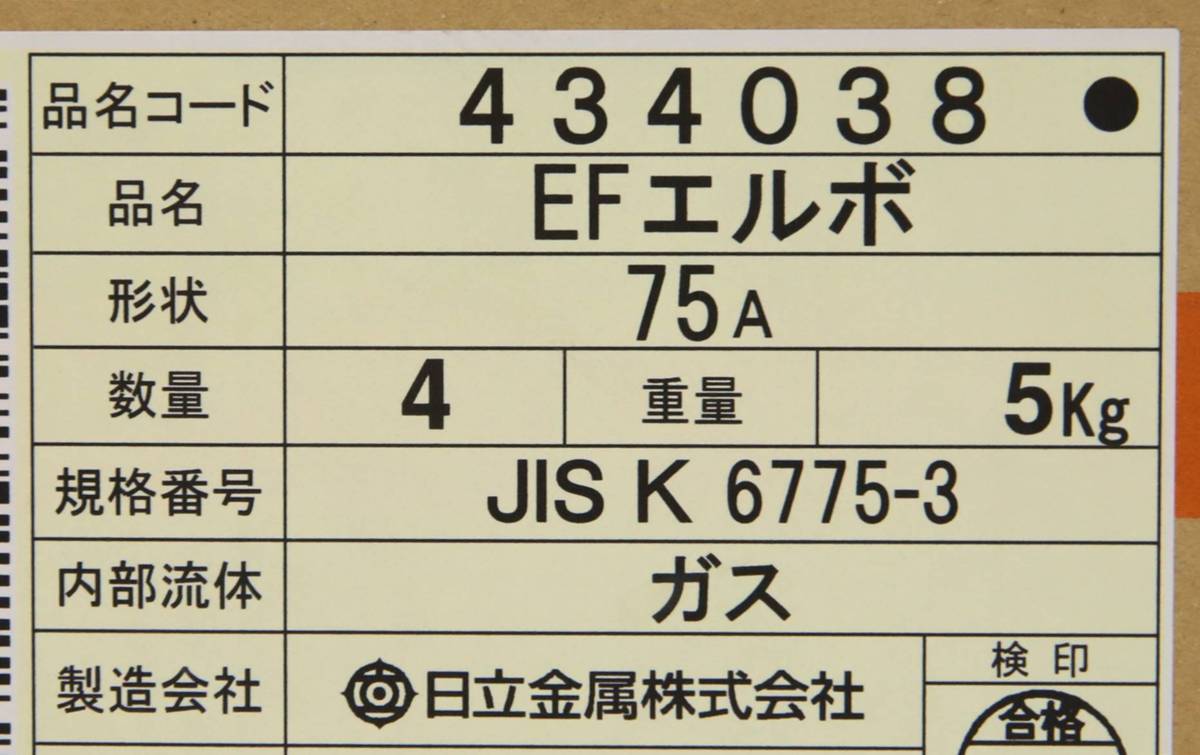 品名コード 434038 ●
品名 EFエルボ
形状 75A
数量 4 重量 5Kg
規格番号 JIS K 6775-3
内部流体 ガス
製造会社 日立金属株式会社 検印
合格